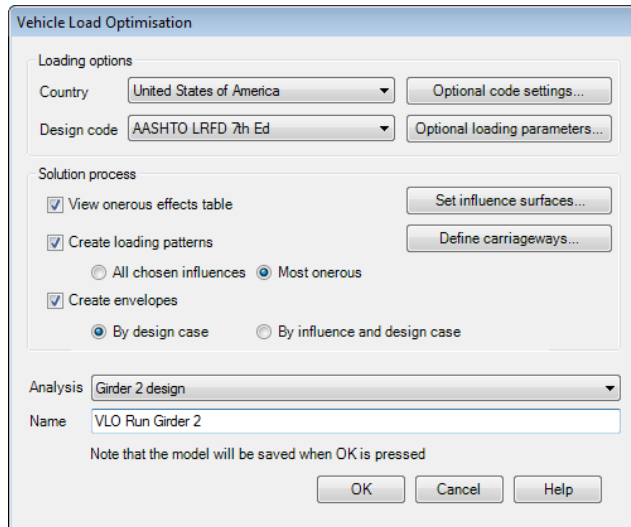 Vehicle Load Optimisation
Loading options
Country United States of America Optional code settings...
Design code AASHTO LRFD 7th Ed Optional loading parameters...
Solution process
View onerous effects table Set influence surfaces...
Create loading patterns Define carriageways...
All chosen influences Most onerous
Create envelopes
By design case By influence and design case
Analysis Girder 2 design
Name VLO Run Girder 2
Note that the model will be saved when OK is pressed
OK Cancel Help